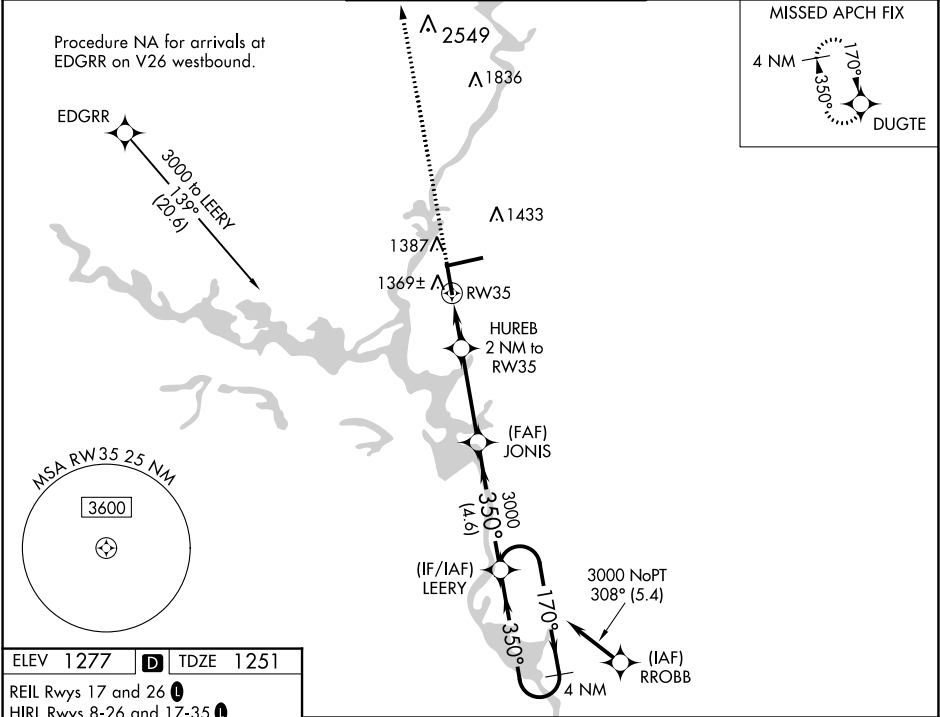 Procedure NA for arrivals at
EDGRR on V26 westbound.
2549
1836
MISSED APCH FIX
4 NM
170°
350°
DUGTE
EDGRR
3000 to LEERY
139°
(20.6)
1433
1387
1369±
RW35
HUREB
2 NM to
RW35
(FAF)
JONIS
MSA RW35 25 NM
3600
3000
350°
(4.6)
(IF/IAF)
LEERY
3000 NoPT
308° (5.4)
170°
350°
4 NM
(IAF)
RROBB
ELEV 1277 D TDZE 1251
REIL Rwys 17 and 26 L
HIRL Rwys 8-26 and 17-35 L